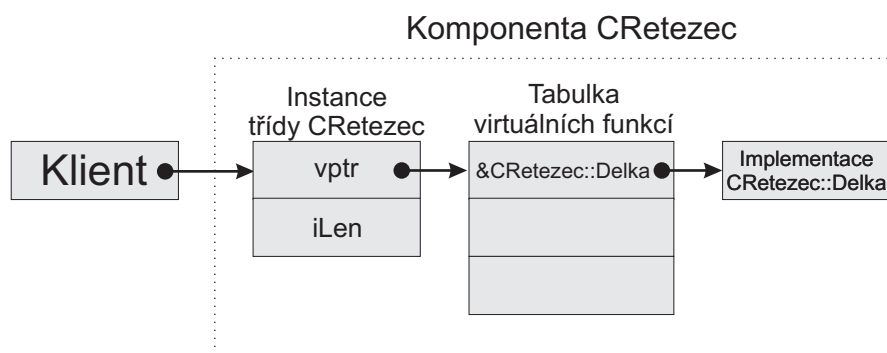 Komponenta CRetezec
Instance
třídy CRetezec
Tabulka
virtuálních funkcí
Klient
vptr
&CRetezec::Delka
Implementace
CRetezec::Delka
iLen